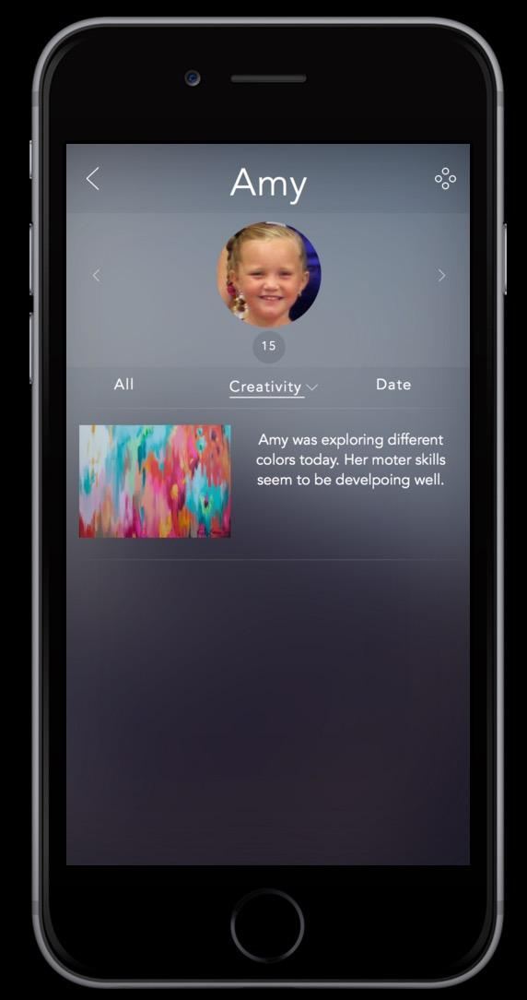 Amy
15
All Creativity Date
Amy was exploring different
colors today. Her moter skills
seem to be develpoing well.